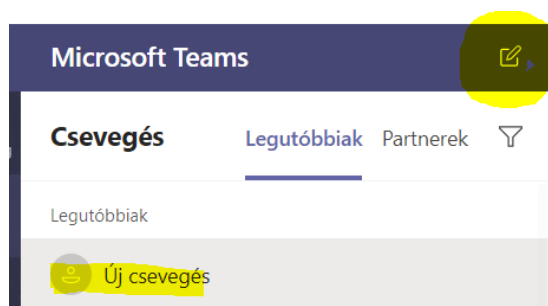 Microsoft Teams
Csevegés Legutóbbiak Partnerek
Legutóbbiak
Új csevegés